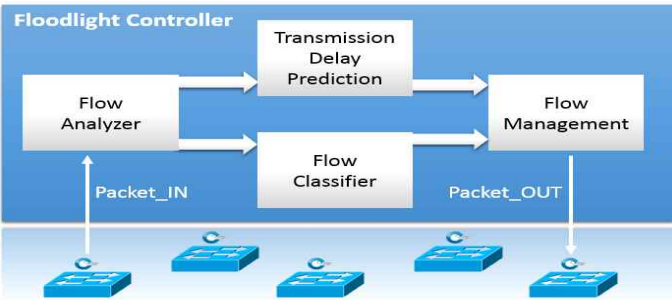 Floodlight Controller
Transmission
Delay
Prediction
Flow
Analyzer
Flow
Management
Flow
Classifier
Packet_IN
Packet_OUT